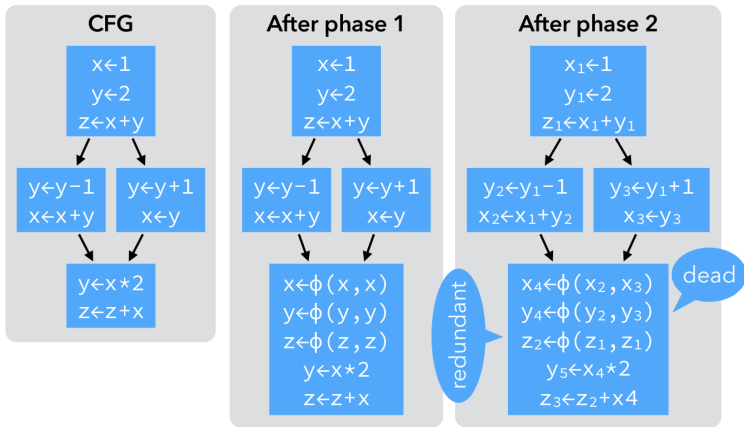 CFG
x←1
y←2
z←x+y
y←y−1
x←x+y
y←y+1
x←y
y←x*2
z←z+x
After phase 1
x←1
y←2
z←x+y
y←y−1
x←x+y
y←y+1
x←y
x←ϕ(x,x)
y←ϕ(y,y)
z←ϕ(z,z)
y←x*2
z←z+x
After phase 2
x₁←1
y₁←2
z₁←x₁+y₁
y₂←y₁−1
x₂←x₁+y₂
y₃←y₁+1
x₃←y₃
x₄←ϕ(x₂,x₃)
y₄←ϕ(y₂,y₃)
z₂←ϕ(z₁,z₁)
y₅←x₄*2
z₃←z₂+x4
redundant
dead